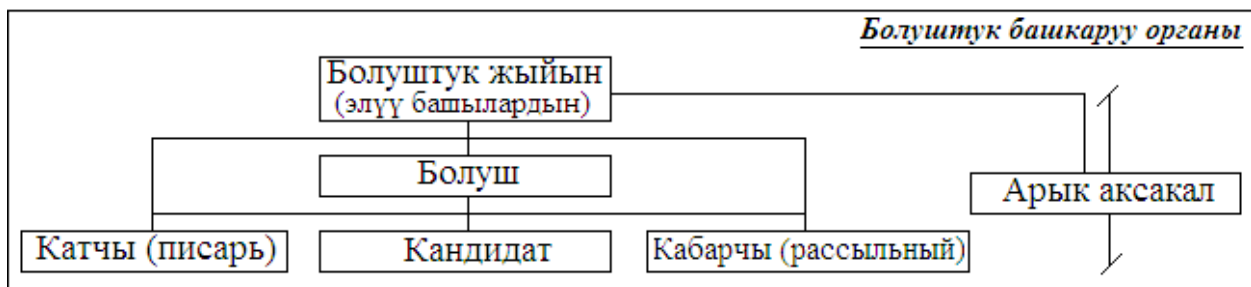 Болуштук башкаруу органы
Болуштук жыйын
(элүү башылардын)
Болуш
Арык аксакал
Катчы (писарь)
Кандидат
Кабарчы (рассыльный)